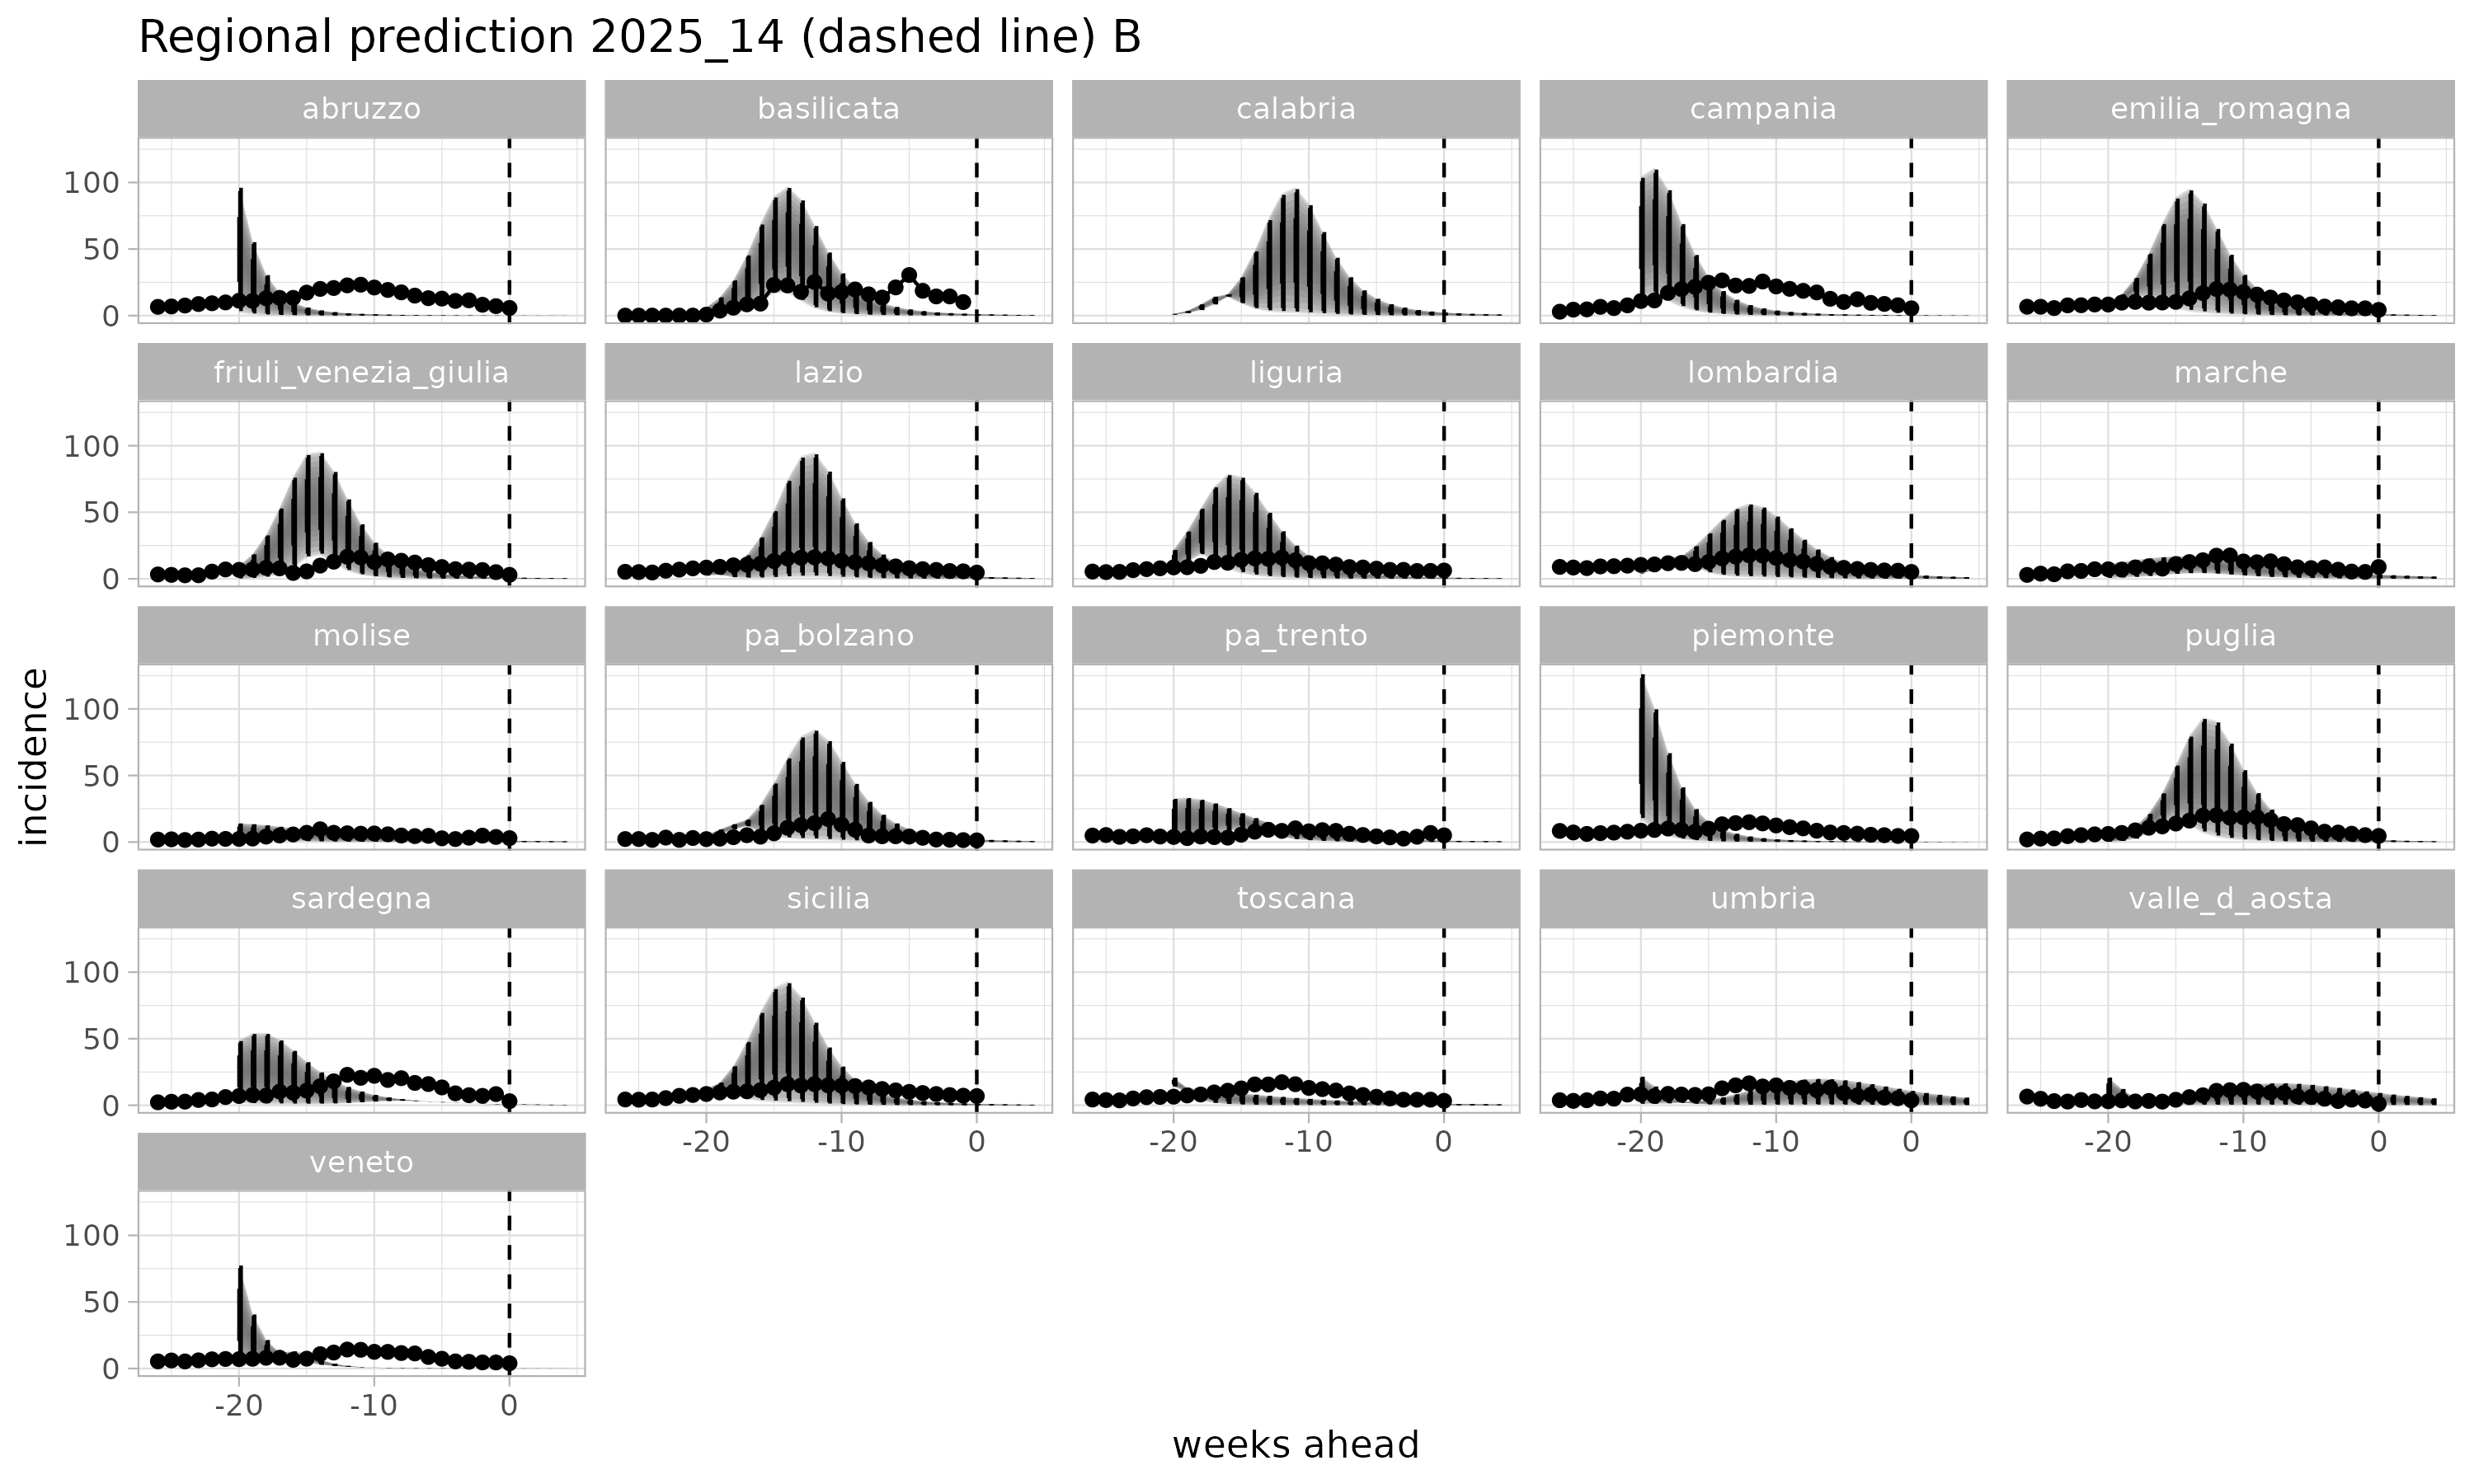 Regional prediction 2025_14 (dashed line) B
abruzzo basilicata calabria campania emilia_romagna
100
50
0
friuli_venezia_giulia lazio liguria lombardia marche
100
50
0
molise pa_bolzano pa_trento piemonte puglia
100
50
0
incidence
sardegna sicilia toscana umbria valle_d_aosta
100
50
0
-20 -10 0 -20 -10 0 -20 -10 0 -20 -10 0
veneto
100
50
0
-20 -10 0
weeks ahead